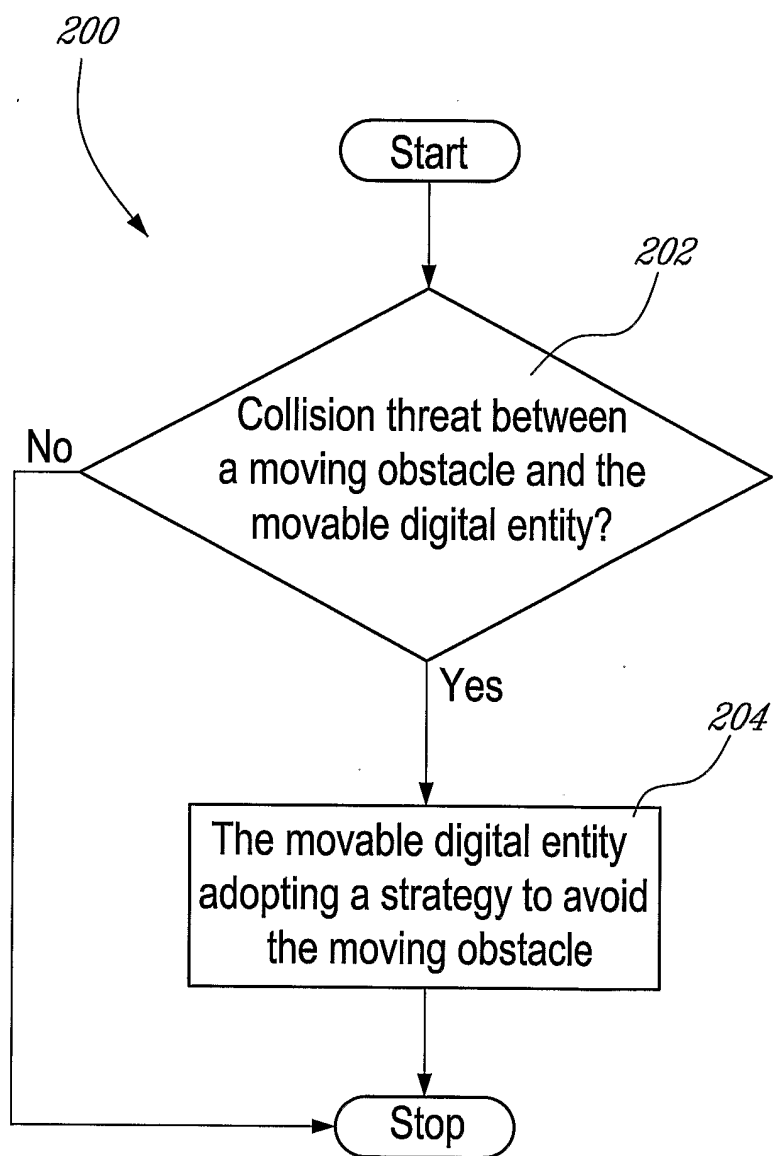 200
Start
202
Collision threat between
a moving obstacle and the
movable digital entity?
No
Yes
204
The movable digital entity
adopting a strategy to avoid
the moving obstacle
Stop